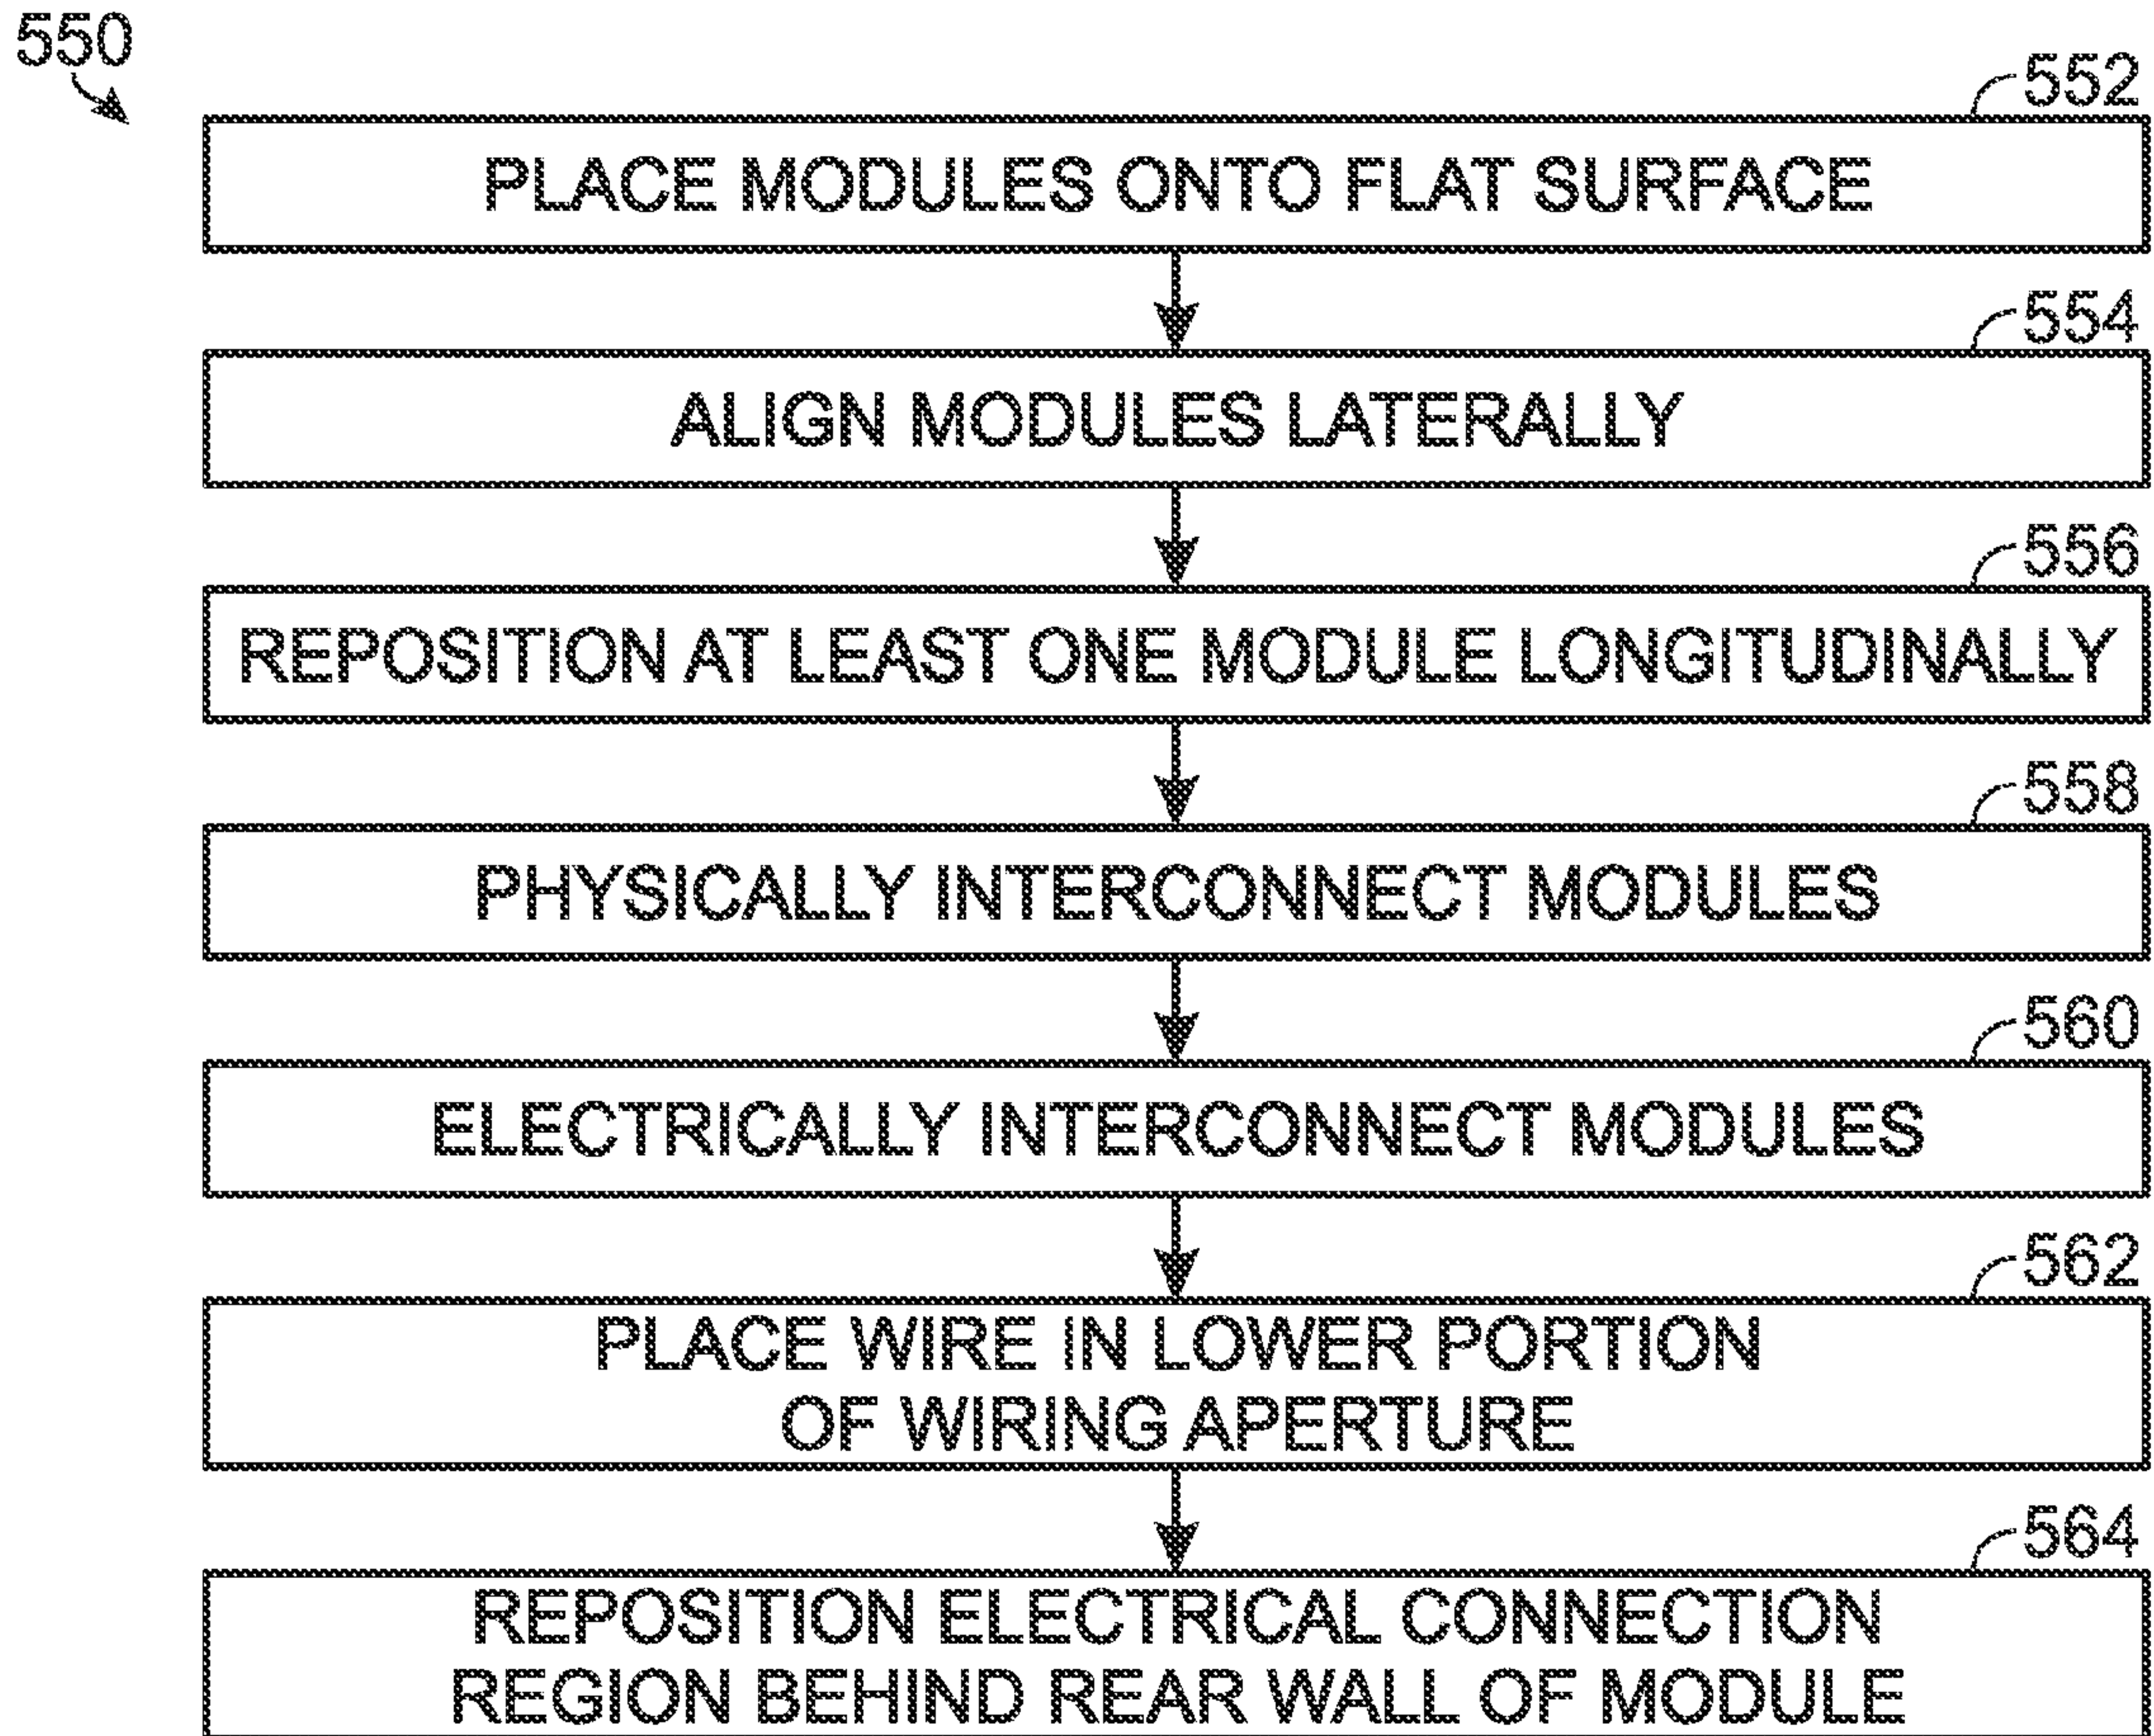 550
552
PLACE MODULES ONTO FLAT SURFACE
554
ALIGN MODULES LATERALLY
556
REPOSITION AT LEAST ONE MODULE LONGITUDINALLY
558
PHYSICALLY INTERCONNECT MODULES
560
ELECTRICALLY INTERCONNECT MODULES
562
PLACE WIRE IN LOWER PORTION
OF WIRING APERTURE
564
REPOSITION ELECTRICAL CONNECTION
REGION BEHIND REAR WALL OF MODULE